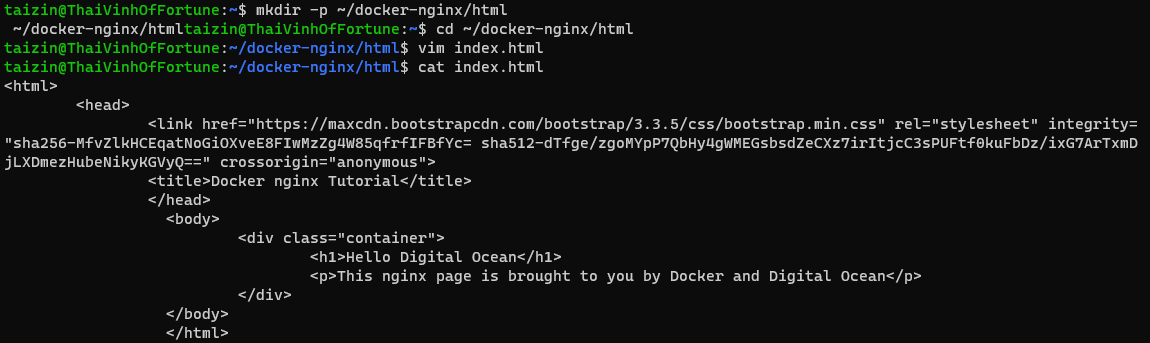 taizin@ThaiVinhOfFortune:~$ mkdir -p ~/docker-nginx/html
 ~/docker-nginx/htmltaizin@ThaiVinhOfFortune:~$ cd ~/docker-nginx/html
taizin@ThaiVinhOfFortune:~/docker-nginx/html$ vim index.html
taizin@ThaiVinhOfFortune:~/docker-nginx/html$ cat index.html
<html>
        <head>
                <link href="https://maxcdn.bootstrapcdn.com/bootstrap/3.3.5/css/bootstrap.min.css" rel="stylesheet" integrity=
"sha256-MfvZlkHCEqatNoGiOXveE8FIwMzZg4W85qfrfIFBfYc= sha512-dTfge/zgoMYpP7QbHy4gWMEGsbsdZeCXz7irItjcC3sPUFtf0kuFbDz/ixG7ArTxmD
jLXDmezHubeNikyKGVyQ==" crossorigin="anonymous">
                <title>Docker nginx Tutorial</title>
                </head>
                  <body>
                          <div class="container">
                                  <h1>Hello Digital Ocean</h1>
                                  <p>This nginx page is brought to you by Docker and Digital Ocean</p>
                          </div>
                  </body>
                  </html>